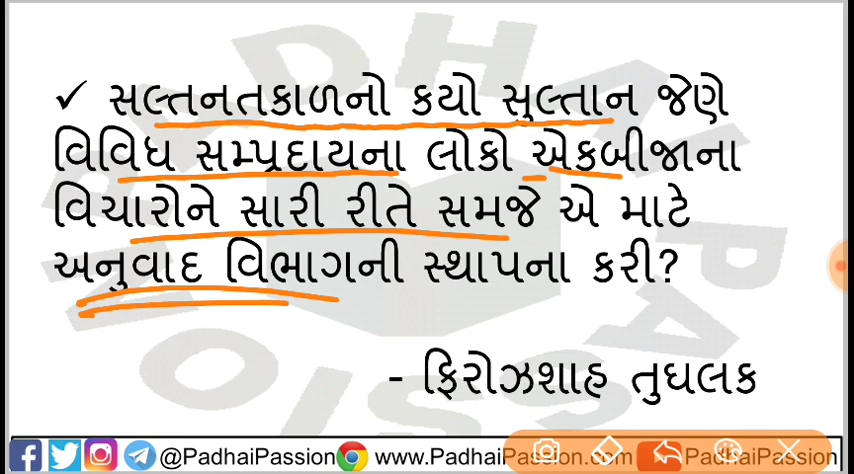 ✓ સલ્તનતકાળનો કયો સુલ્તાન જેણે
વિવિધ સમ્પ્રદાયના લોકો એકબીજાના
વિચારોને સારી રીતે સમજે એ માટે
અનુવાદ વિભાગની સ્થાપના કરી?
- ફિરોઝશાહ તુઘલક
@PadhaiPassion www.PadhaiPassion.com /PadhaiPassion